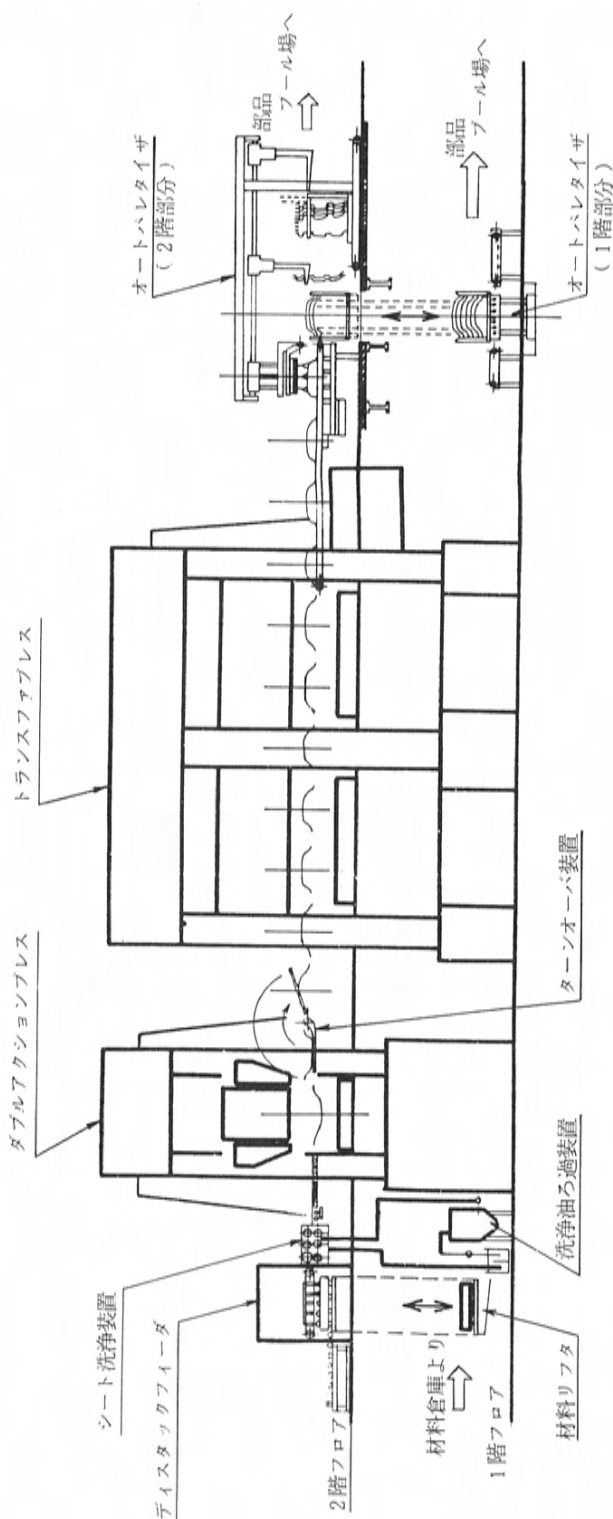 シート洗浄装置
ディスタックフィーダ
ダブルアクションプレス
トランスファプレス
オートパレタイザ
(2階部分)
部品
プール場へ
部品
プール場へ
オートパレタイザ
(1階部分)
ターンオーバ装置
洗浄油ろ過装置
材料リフタ
材料倉庫より
2階フロア
1階フロア